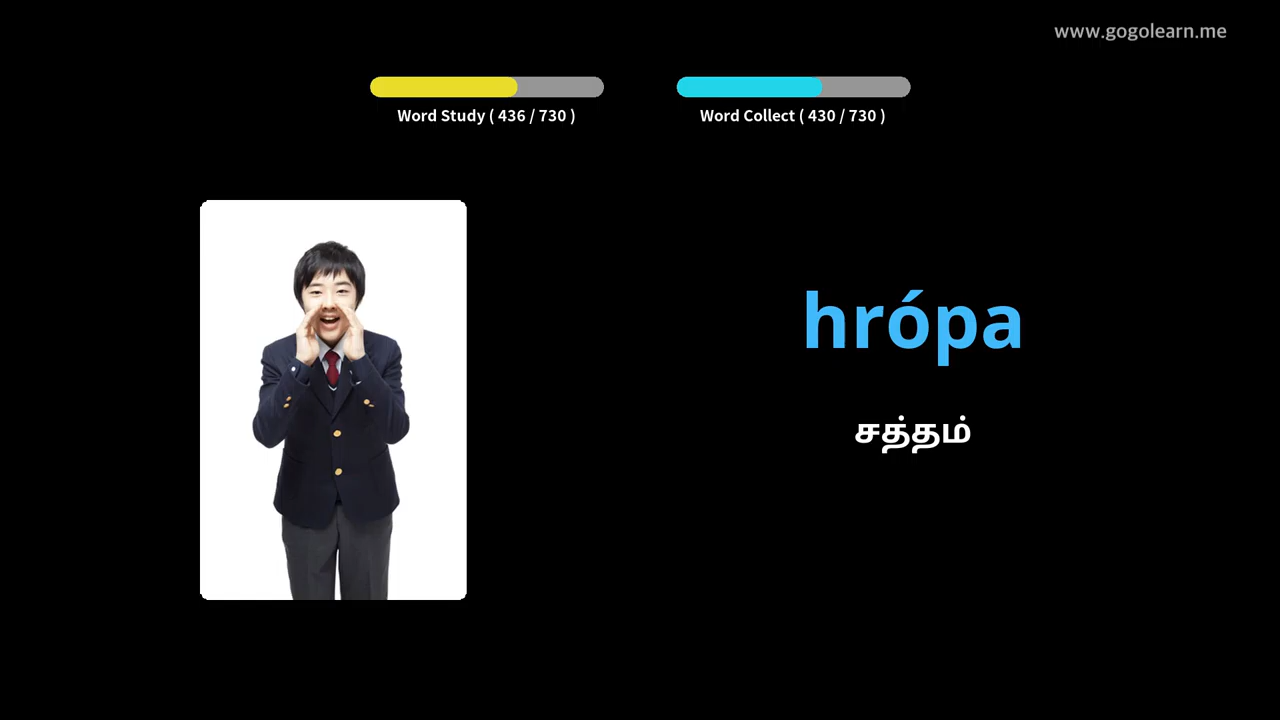 www.gogolearn.me
Word Study ( 436 / 730 )
Word Collect ( 430 / 730 )
hrópa
சத்தம்